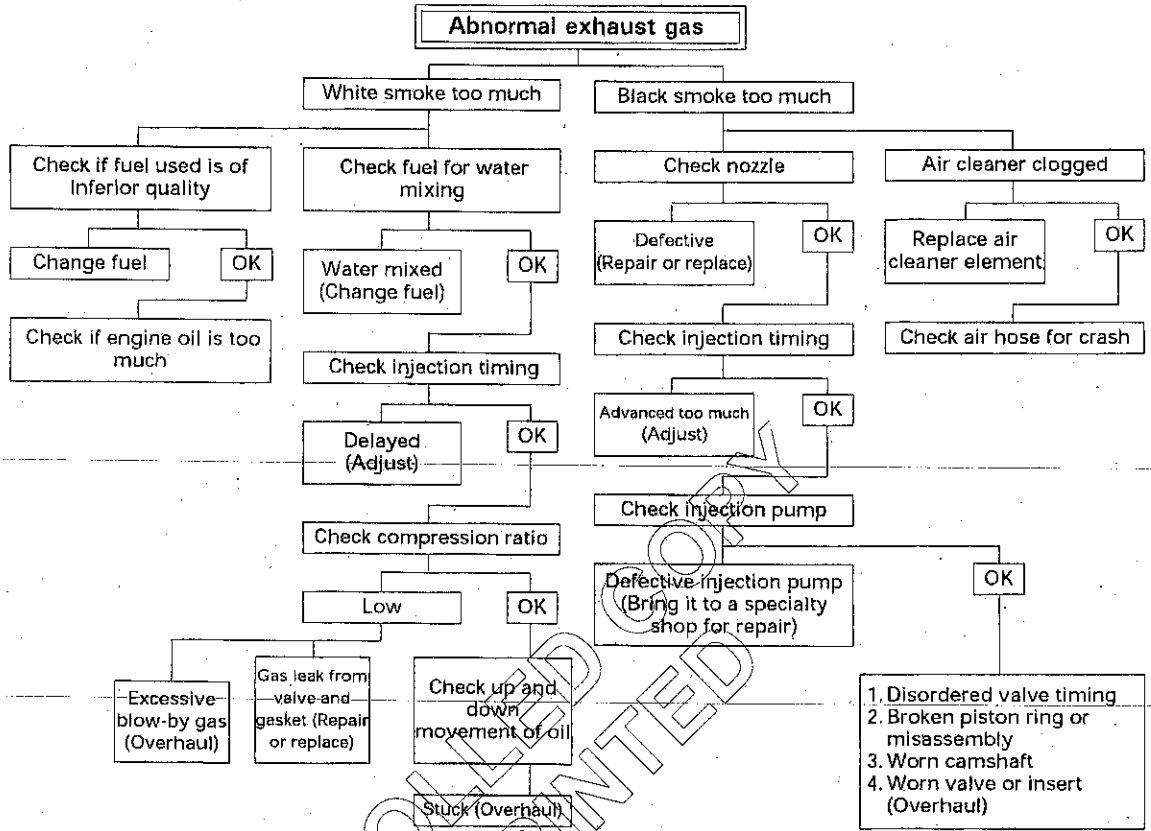 Abnormal exhaust gas
White smoke too much
Black smoke too much
Check if fuel used is of
Inferior quality
Check fuel for water
mixing
Check nozzle
Air cleaner clogged
Change fuel
OK
Water mixed
(Change fuel)
OK
Defective
(Repair or replace)
OK
Replace air
cleaner element
OK
Check if engine oil is too
much
Check injection timing
Check injection timing
Check air hose for crash
Delayed
(Adjust)
OK
Advanced too much
(Adjust)
OK
Check compression ratio
Check injection pump
Low
OK
Defective injection pump
(Bring it to a specialty
shop for repair)
OK
Excessive
blow-by gas
(Overhaul)
Gas leak from
valve and
gasket (Repair
or replace)
Check up and
down
movement of oil
1. Disordered valve timing
2. Broken piston ring or
misassembly
3. Worn camshaft
4. Worn valve or insert
(Overhaul)
Stuck (Overhaul)
COPY